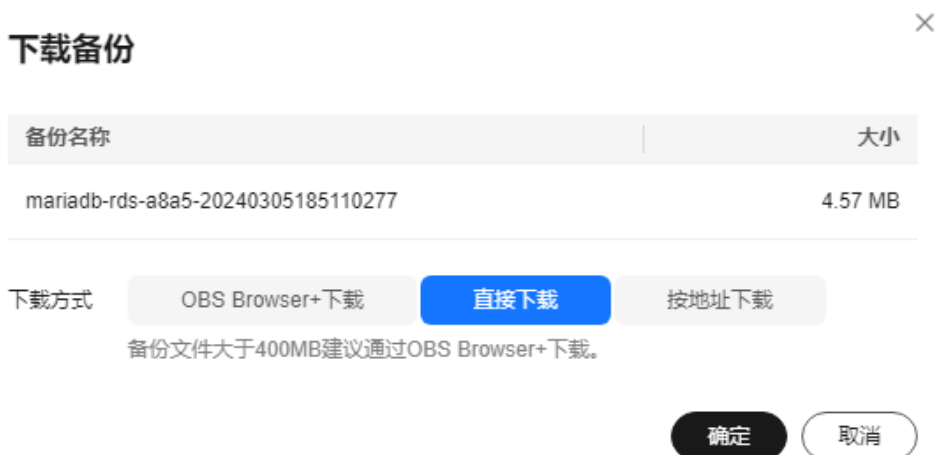 下载备份
备份名称 大小
mariadb-rds-a8a5-20240305185110277 4.57 MB
下载方式 OBS Browser+下载 直接下载 按地址下载
备份文件大于400MB建议通过OBS Browser+下载。
确定 取消